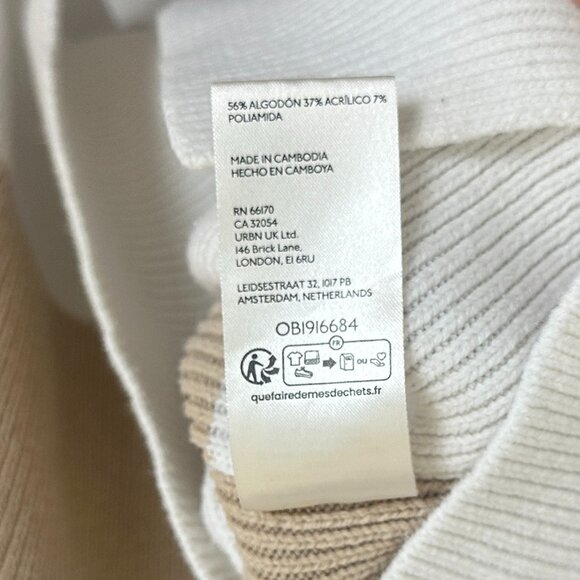 56% ALGODÓN 37% ACRÍLICO 7%
POLIAMIDA
MADE IN CAMBODIA
HECHO EN CAMBOYA
RN 66170
CA 32054
URBN UK Ltd.
146 Brick Lane,
LONDON, E1 6RU
LEIDSESTRAAT 32, 1017 PB
AMSTERDAM, NETHERLANDS
OB1916684
FR
OU
quefairedemesdechets.fr